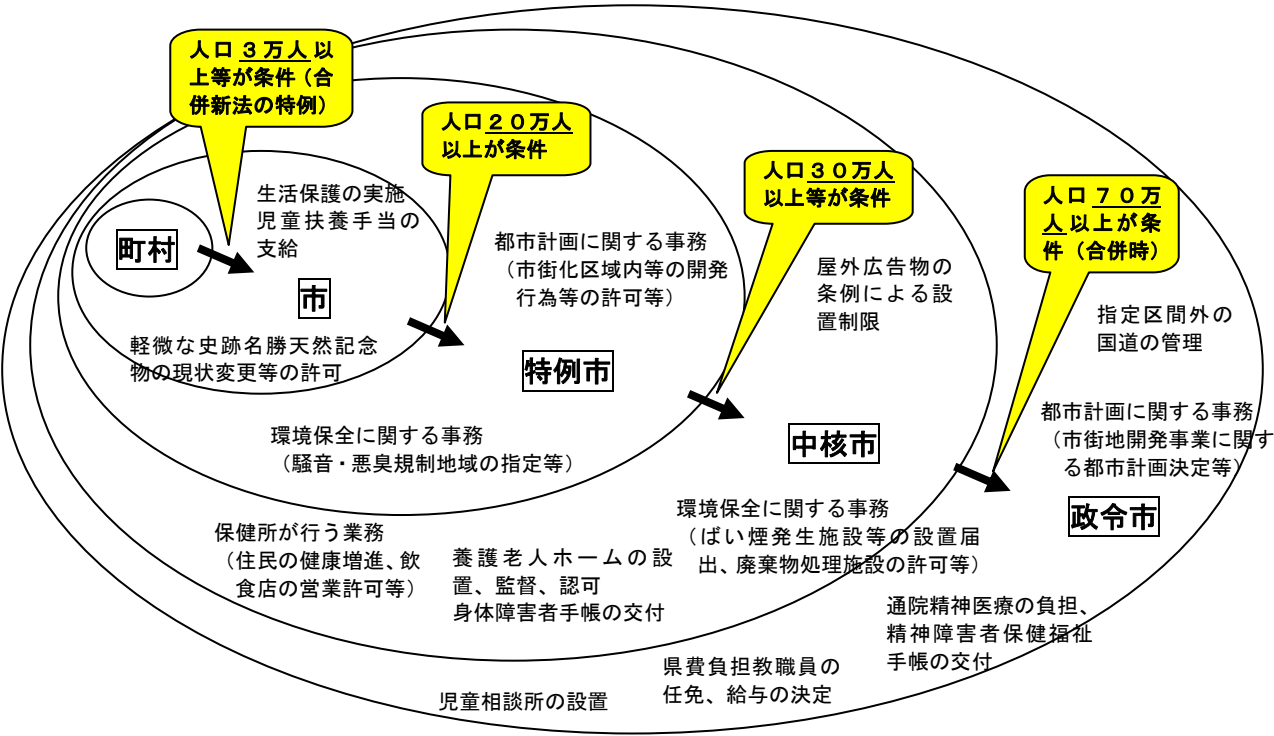 人口３万人以
上等が条件（合
併新法の特例）
人口２０万人
以上が条件
人口３０万人
以上等が条件
人口７０万
人以上が条
件（合併時）
生活保護の実施
児童扶養手当の
支給
町村
市
軽微な史跡名勝天然記念
物の現状変更等の許可
都市計画に関する事務
（市街化区域内等の開発
行為等の許可等）
特例市
環境保全に関する事務
（騒音・悪臭規制地域の指定等）
屋外広告物の
条例による設
置制限
中核市
保健所が行う業務
（住民の健康増進、飲
食店の営業許可等）
養護老人ホームの設
置、監督、認可
身体障害者手帳の交付
環境保全に関する事務
（ばい煙発生施設等の設置届
出、廃棄物処理施設の許可等）
指定区間外の
国道の管理
都市計画に関する事務
（市街地開発事業に関す
る都市計画決定等）
政令市
通院精神医療の負担、
精神障害者保健福祉
手帳の交付
県費負担教職員の
任免、給与の決定
児童相談所の設置